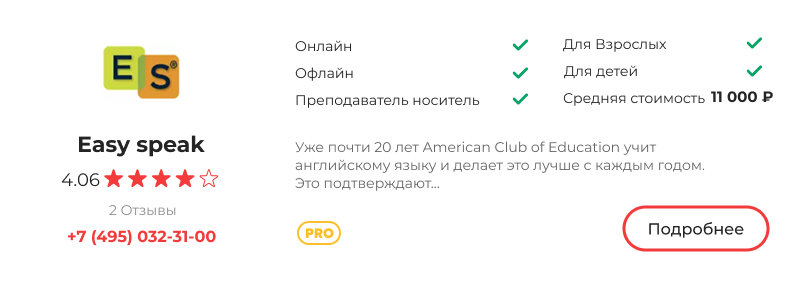 ES®
Easy speak
4.06
2 Отзывы
+7 (495) 032-31-00
Онлайн
Офлайн
Преподаватель носитель
Для Взрослых
Для детей
Средняя стоимость 11 000 ₽
Уже почти 20 лет American Club of Education учит
английскому языку и делает это лучше с каждым годом.
Это подтверждают...
PRO
Подробнее